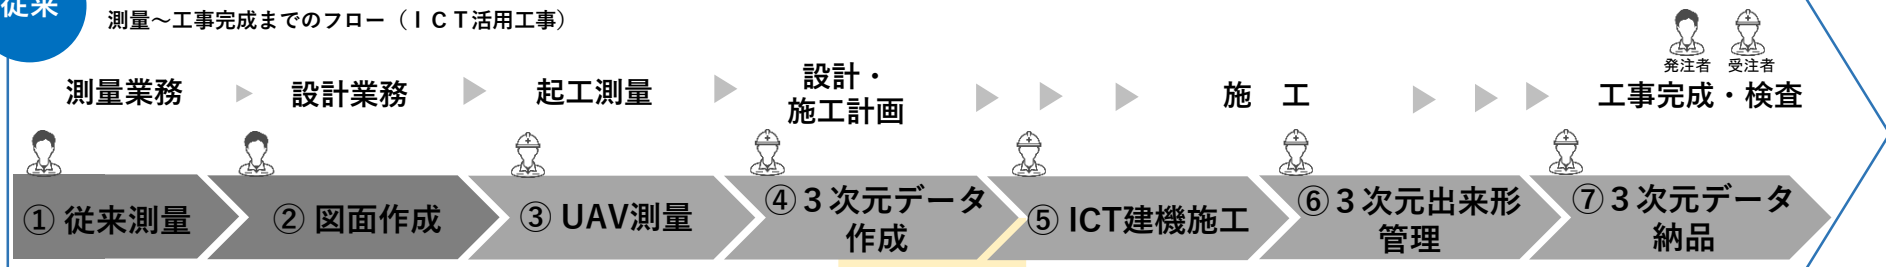 従来
測量～工事完成までのフロー（ＩＣＴ活用工事）
発注者 受注者
測量業務
設計業務
起工測量
設計・
施工計画
施　工
工事完成・検査
① 従来測量
② 図面作成
③ UAV測量
④３次元データ
作成
⑤ ICT建機施工
⑥３次元出来形
管理
⑦３次元データ
納品